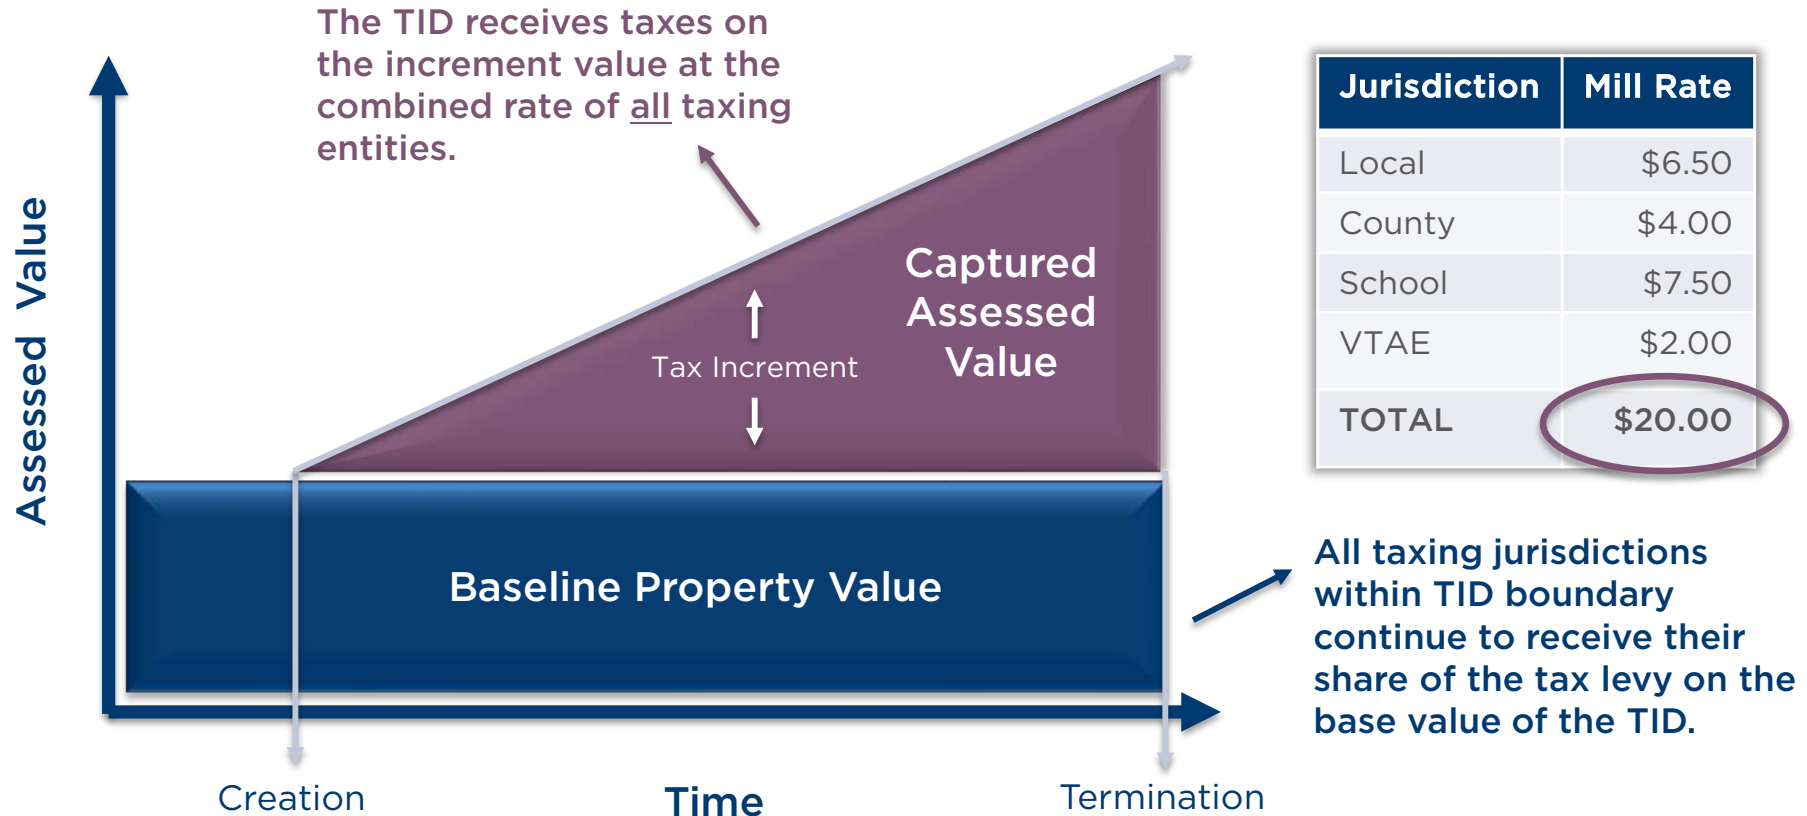 The TID receives taxes on
the increment value at the
combined rate of all taxing
entities.
Assessed Value
Captured
Assessed
Value
Tax Increment
Baseline Property Value
Creation
Time
Termination
Jurisdiction Mill Rate
Local $6.50
County $4.00
School $7.50
VTAE $2.00
TOTAL $20.00
All taxing jurisdictions
within TID boundary
continue to receive their
share of the tax levy on the
base value of the TID.